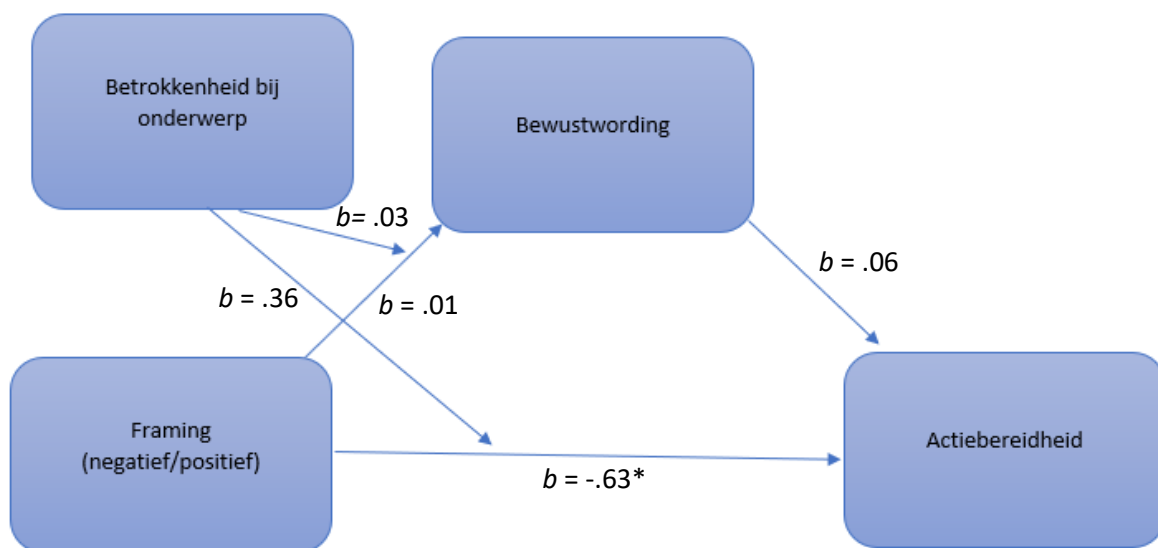 Betrokkenheid bij
onderwerp
Bewustwording
b= .03
b = .36
b = .01
b = .06
Framing
(negatief/positief)
Actiebereidheid
b = -.63*